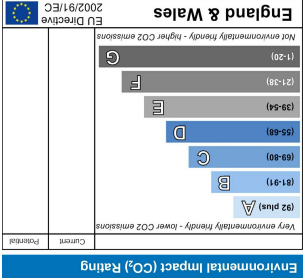 Environmental Impact (CO₂) Rating
Current Potential
Very environmentally friendly - lower CO2 emissions
(92 plus) A
(81-91) B
(69-80) C
(55-68) D
(39-54) E
(21-38) F
(1-20) G
Not environmentally friendly - higher CO2 emissions
England & Wales EU Directive 2002/91/EC